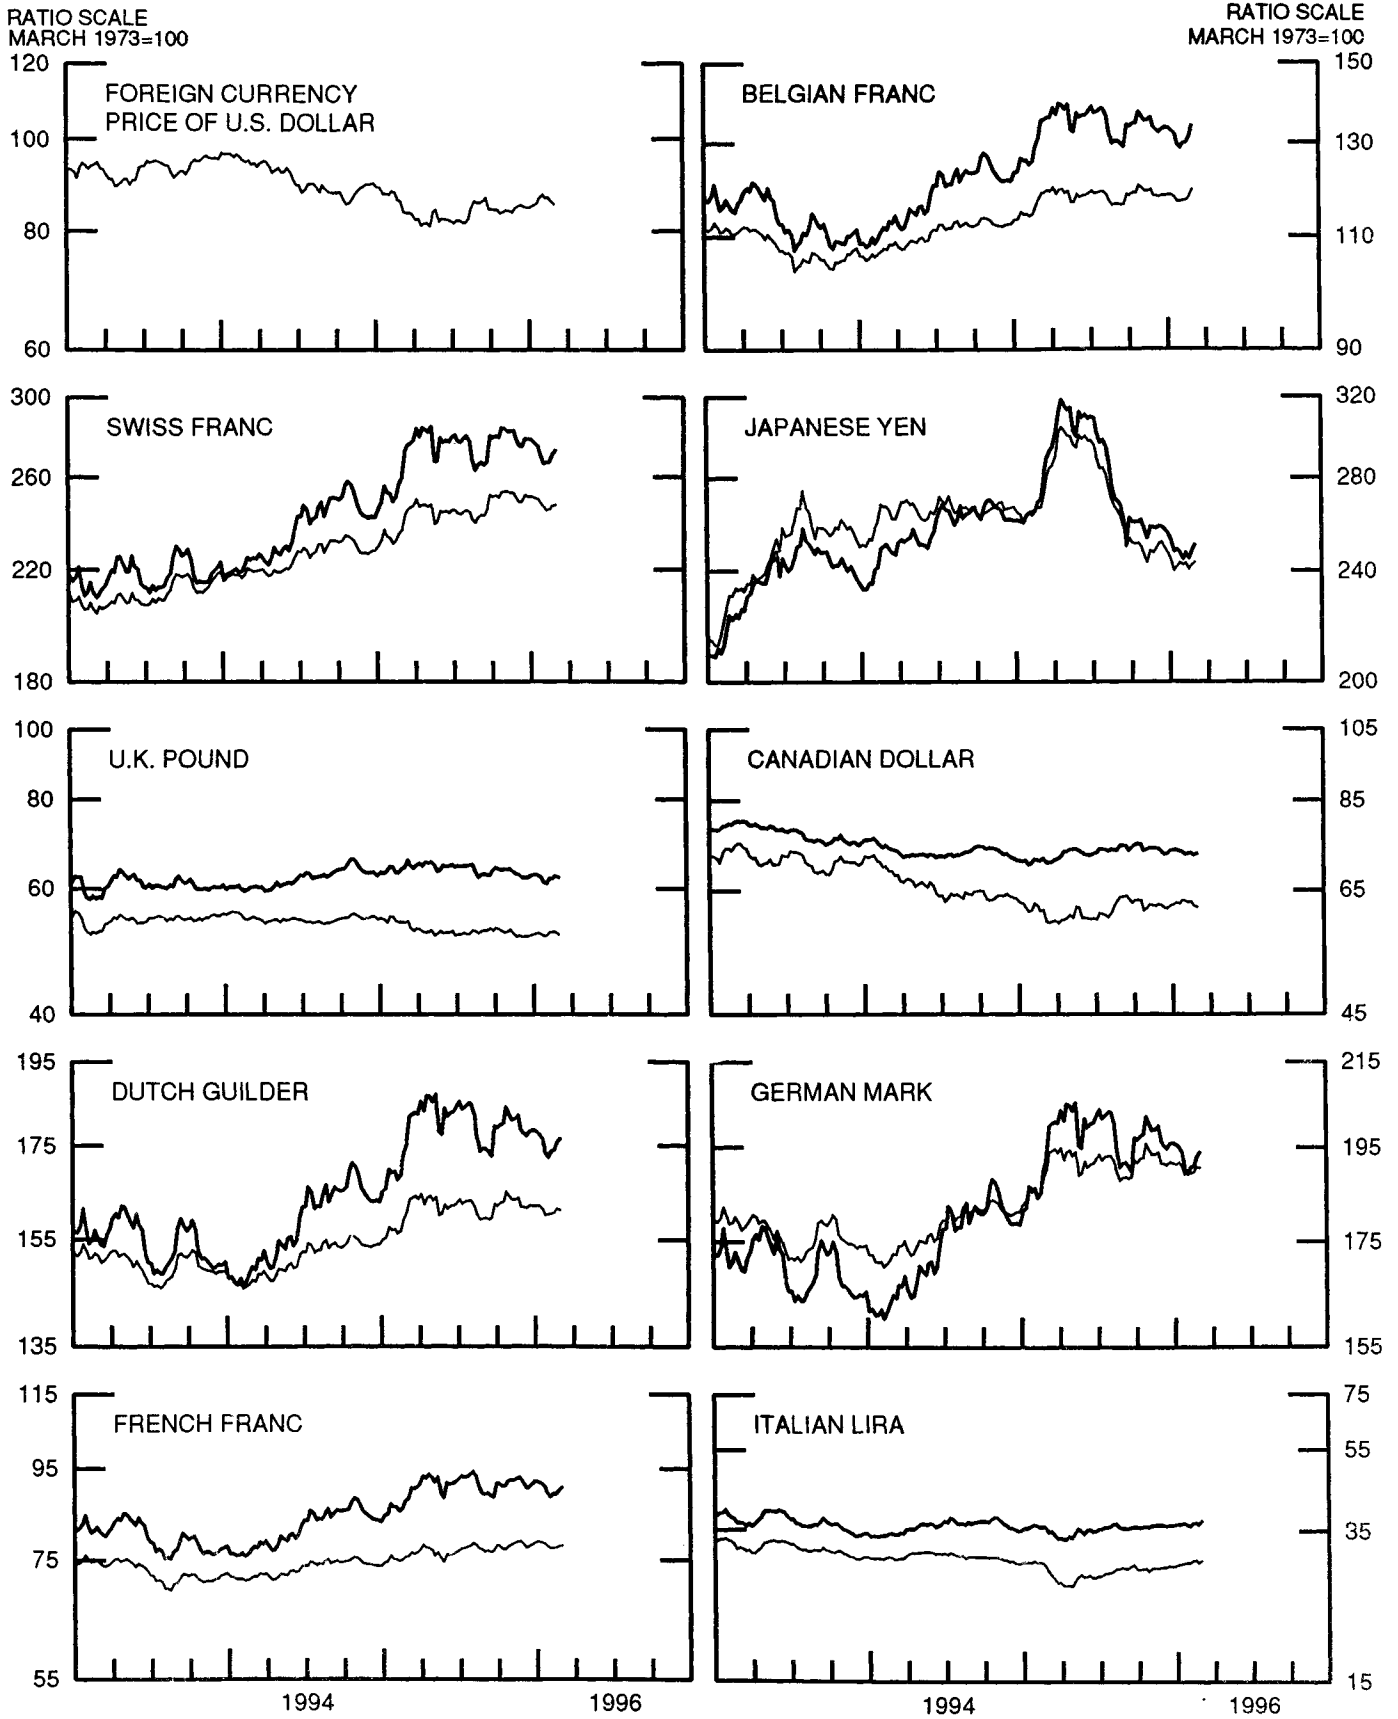 RATIO SCALE
MARCH 1973=100
RATIO SCALE
MARCH 1973=100
120
100
80
60
FOREIGN CURRENCY
PRICE OF U.S. DOLLAR
BELGIAN FRANC
150
130
110
90
300
260
220
180
SWISS FRANC
JAPANESE YEN
320
280
240
200
100
80
60
40
U.K. POUND
CANADIAN DOLLAR
105
85
65
45
195
175
155
135
DUTCH GUILDER
GERMAN MARK
215
195
175
155
115
95
75
55
FRENCH FRANC
ITALIAN LIRA
75
55
35
15
1994
1996
1994
1996